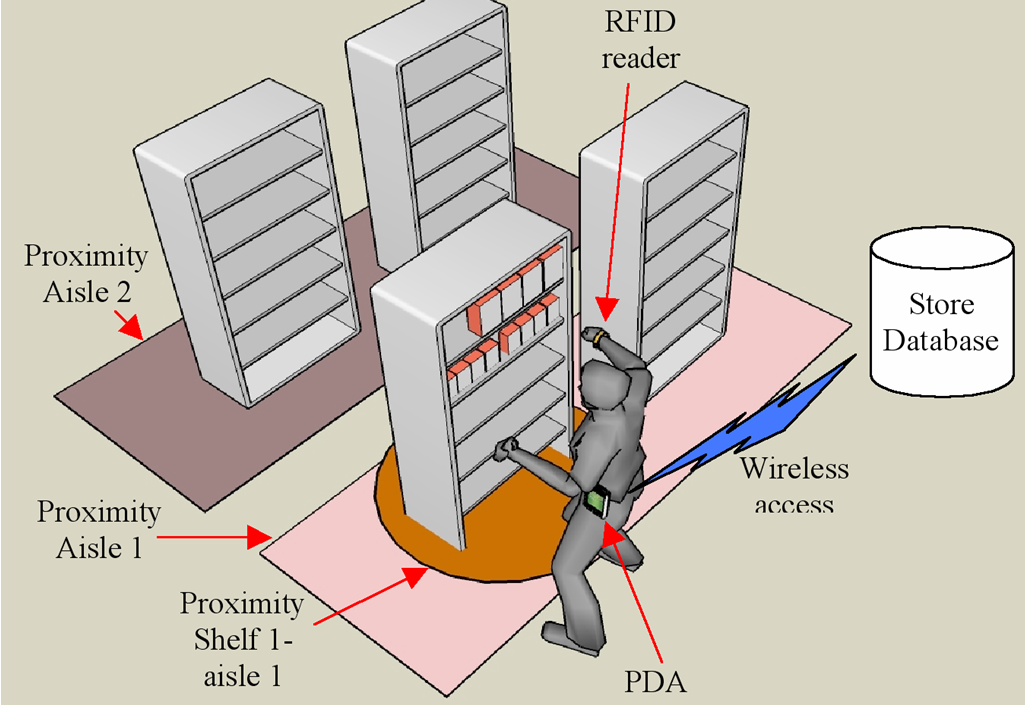 RFID
reader
Proximity
Aisle 2
Store
Database
Wireless
access
Proximity
Aisle 1
Proximity
Shelf 1-
aisle 1
PDA